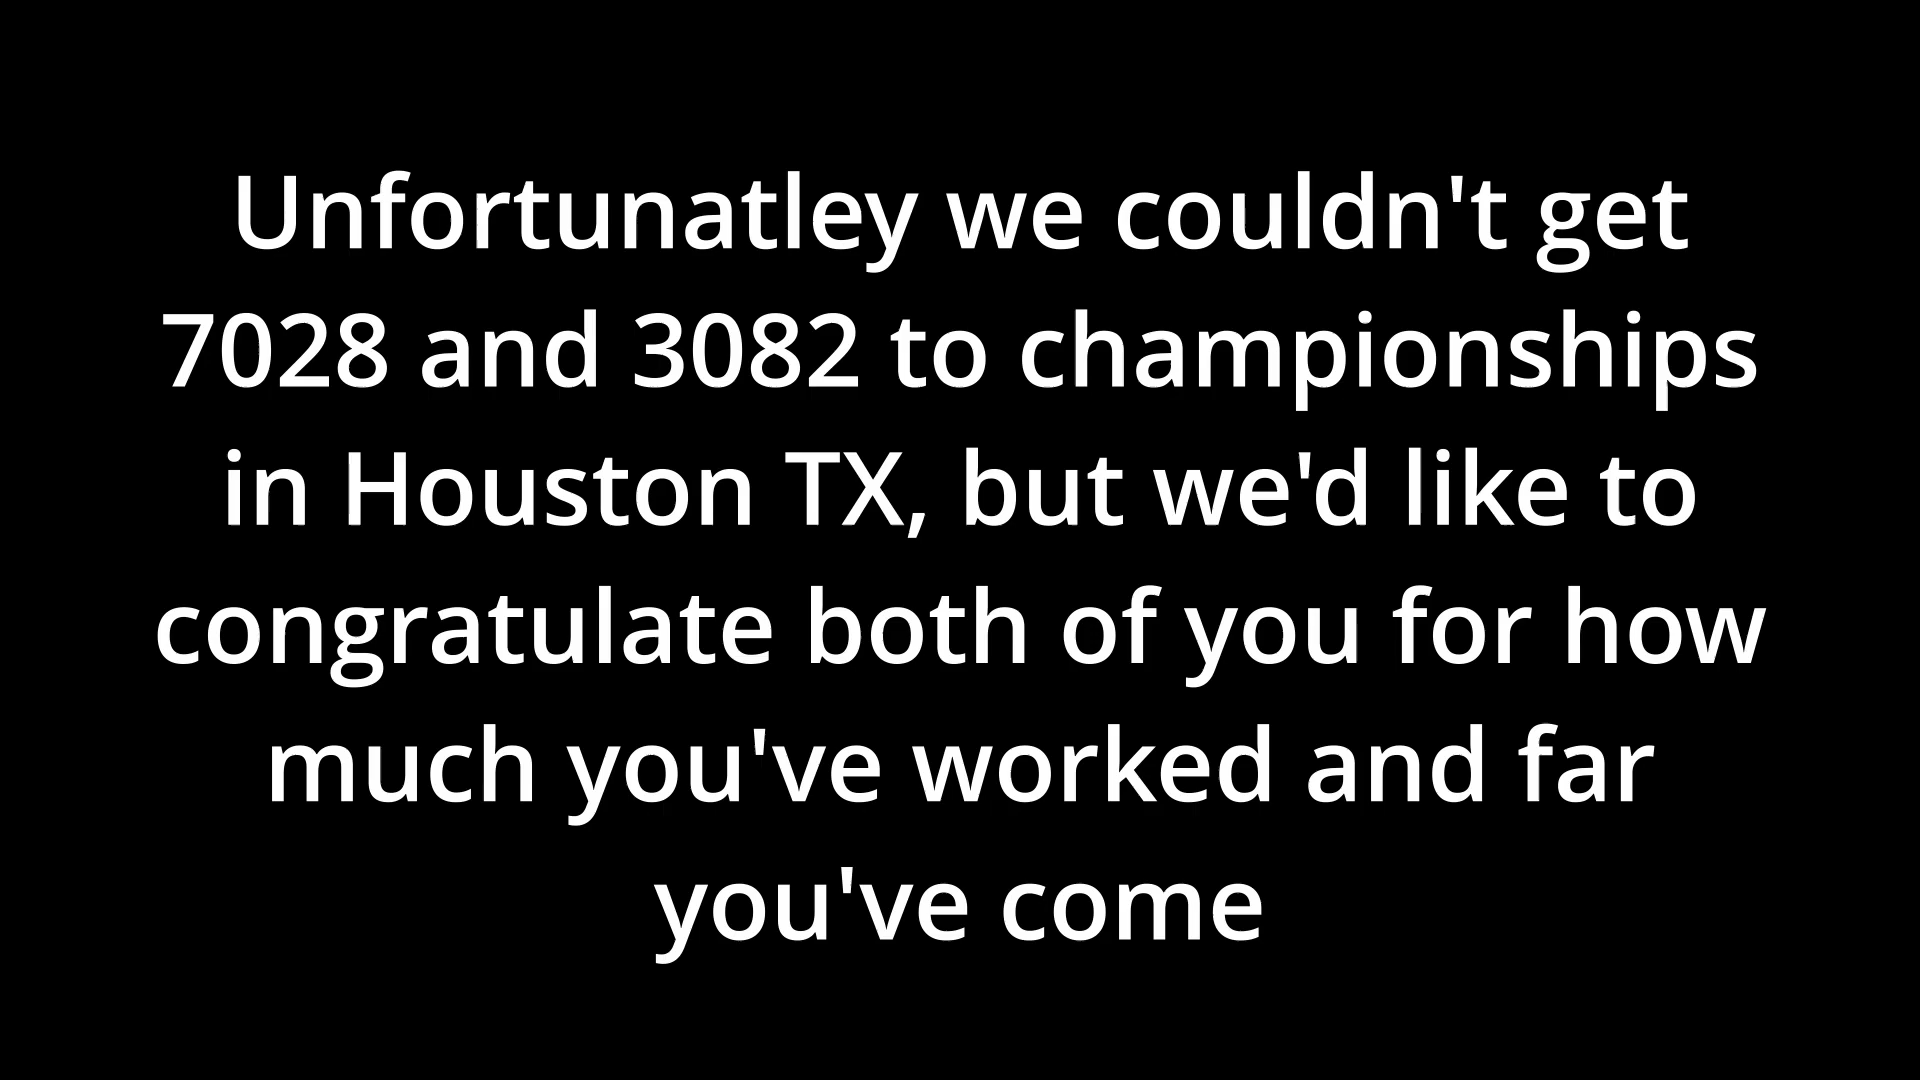 Unfortunatley we couldn't get
7028 and 3082 to championships
in Houston TX, but we'd like to
congratulate both of you for how
much you've worked and far
you've come